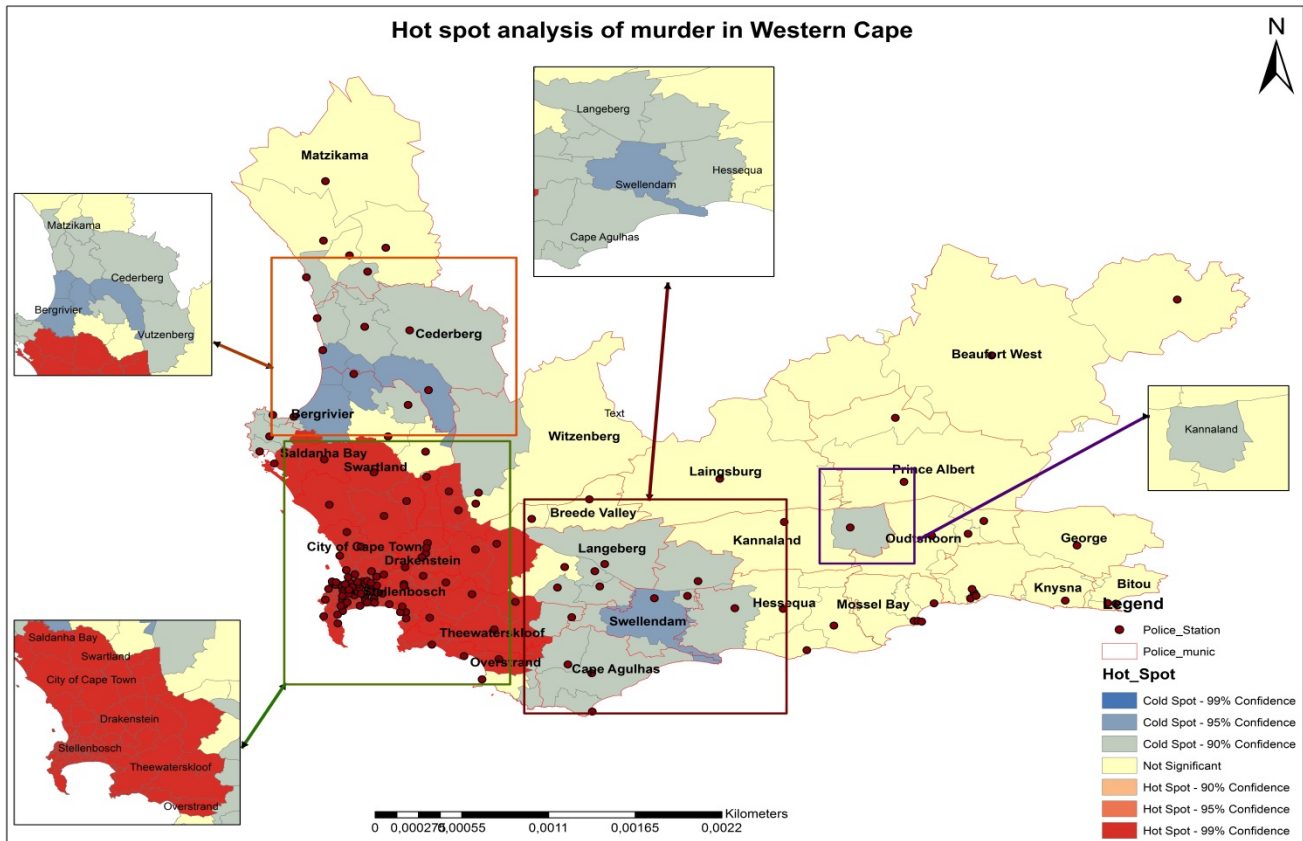 Hot spot analysis of murder in Western Cape
N
Langeberg
Hessequa
Swellendam
Cape Agulhas
Matzikama
Matzikama
Cederberg
Bergrivier
Vutzenberg
Cederberg
Beaufort West
Kannaland
Bergrivier
Text
Witzenberg
Saldanha Bay
Swartland
Laingsburg
Prince Albert
Breede Valley
Kannaland
Oudtshoorn
George
City of Cape Town
Drakenstein
Langeberg
Stellenbosch
Hessequa
Mossel Bay
Knysna
Bitou
Swellendam
Theewaterskloof
Overstrand
Cape Agulhas
Saldanha Bay
Swartland
City of Cape Town
Drakenstein
Stellenbosch
Theewaterskloof
Overstrand
Legend
Police_Station
Police_munic
Hot_Spot
Cold Spot - 99% Confidence
Cold Spot - 95% Confidence
Cold Spot - 90% Confidence
Not Significant
Hot Spot - 90% Confidence
Hot Spot - 95% Confidence
Hot Spot - 99% Confidence
Kilometers
0 0,000275 0,00055 0,0011 0,00165 0,0022